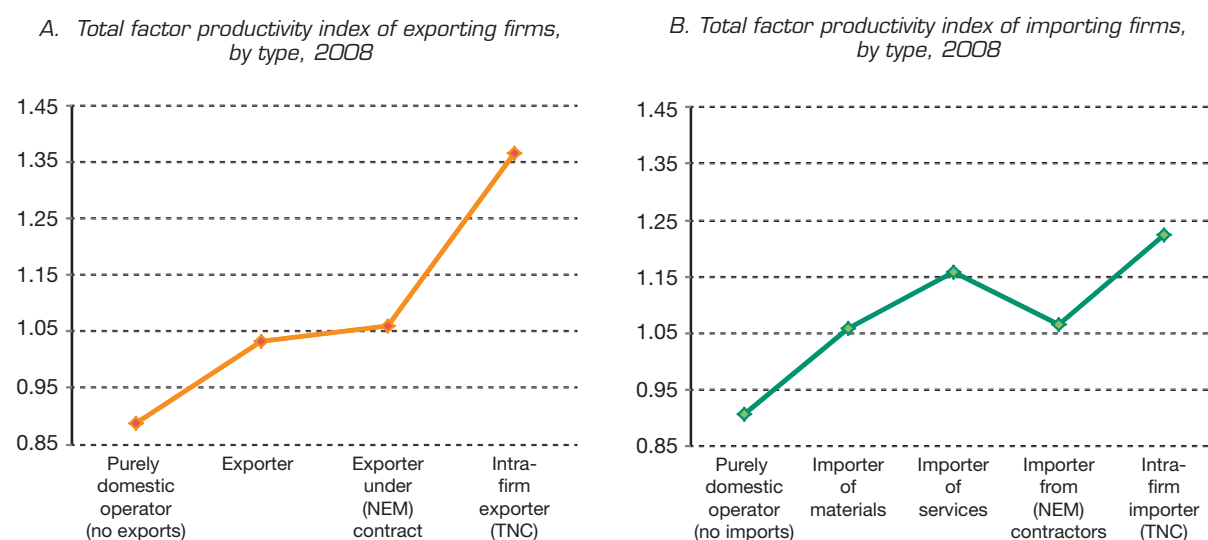 A. Total factor productivity index of exporting firms,
by type, 2008
1.45
1.35
1.25
1.15
1.05
0.95
0.85
Purely
domestic
operator
(no exports)
Exporter
Exporter
under
(NEM)
contract
Intra-
firm
exporter
(TNC)
B. Total factor productivity index of importing firms,
by type, 2008
1.45
1.35
1.25
1.15
1.05
0.95
0.85
Purely
domestic
operator
(no imports)
Importer
of
materials
Importer
of
services
Importer
from
(NEM)
contractors
Intra-
firm
importer
(TNC)